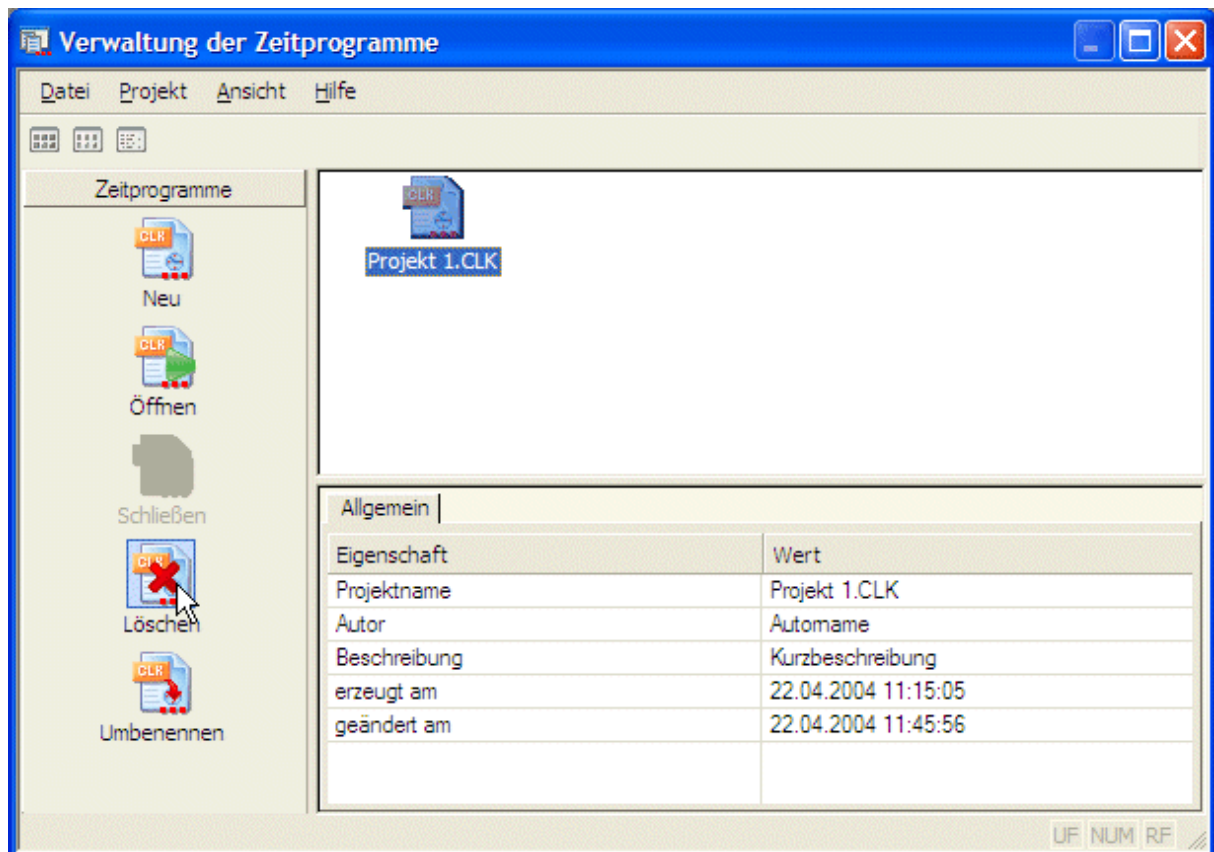 Verwaltung der Zeitprogramme
Datei Projekt Ansicht Hilfe
Zeitprogramme
CLK
Neu
CLK
Öffnen
Schließen
CLK
Löschen
CLK
Umbenennen
CLK
Projekt 1.CLK
Allgemein
Eigenschaft Wert
Projektname Projekt 1.CLK
Autor Autorname
Beschreibung Kurzbeschreibung
erzeugt am 22.04.2004 11:15:05
geändert am 22.04.2004 11:45:56
UF NUM RF